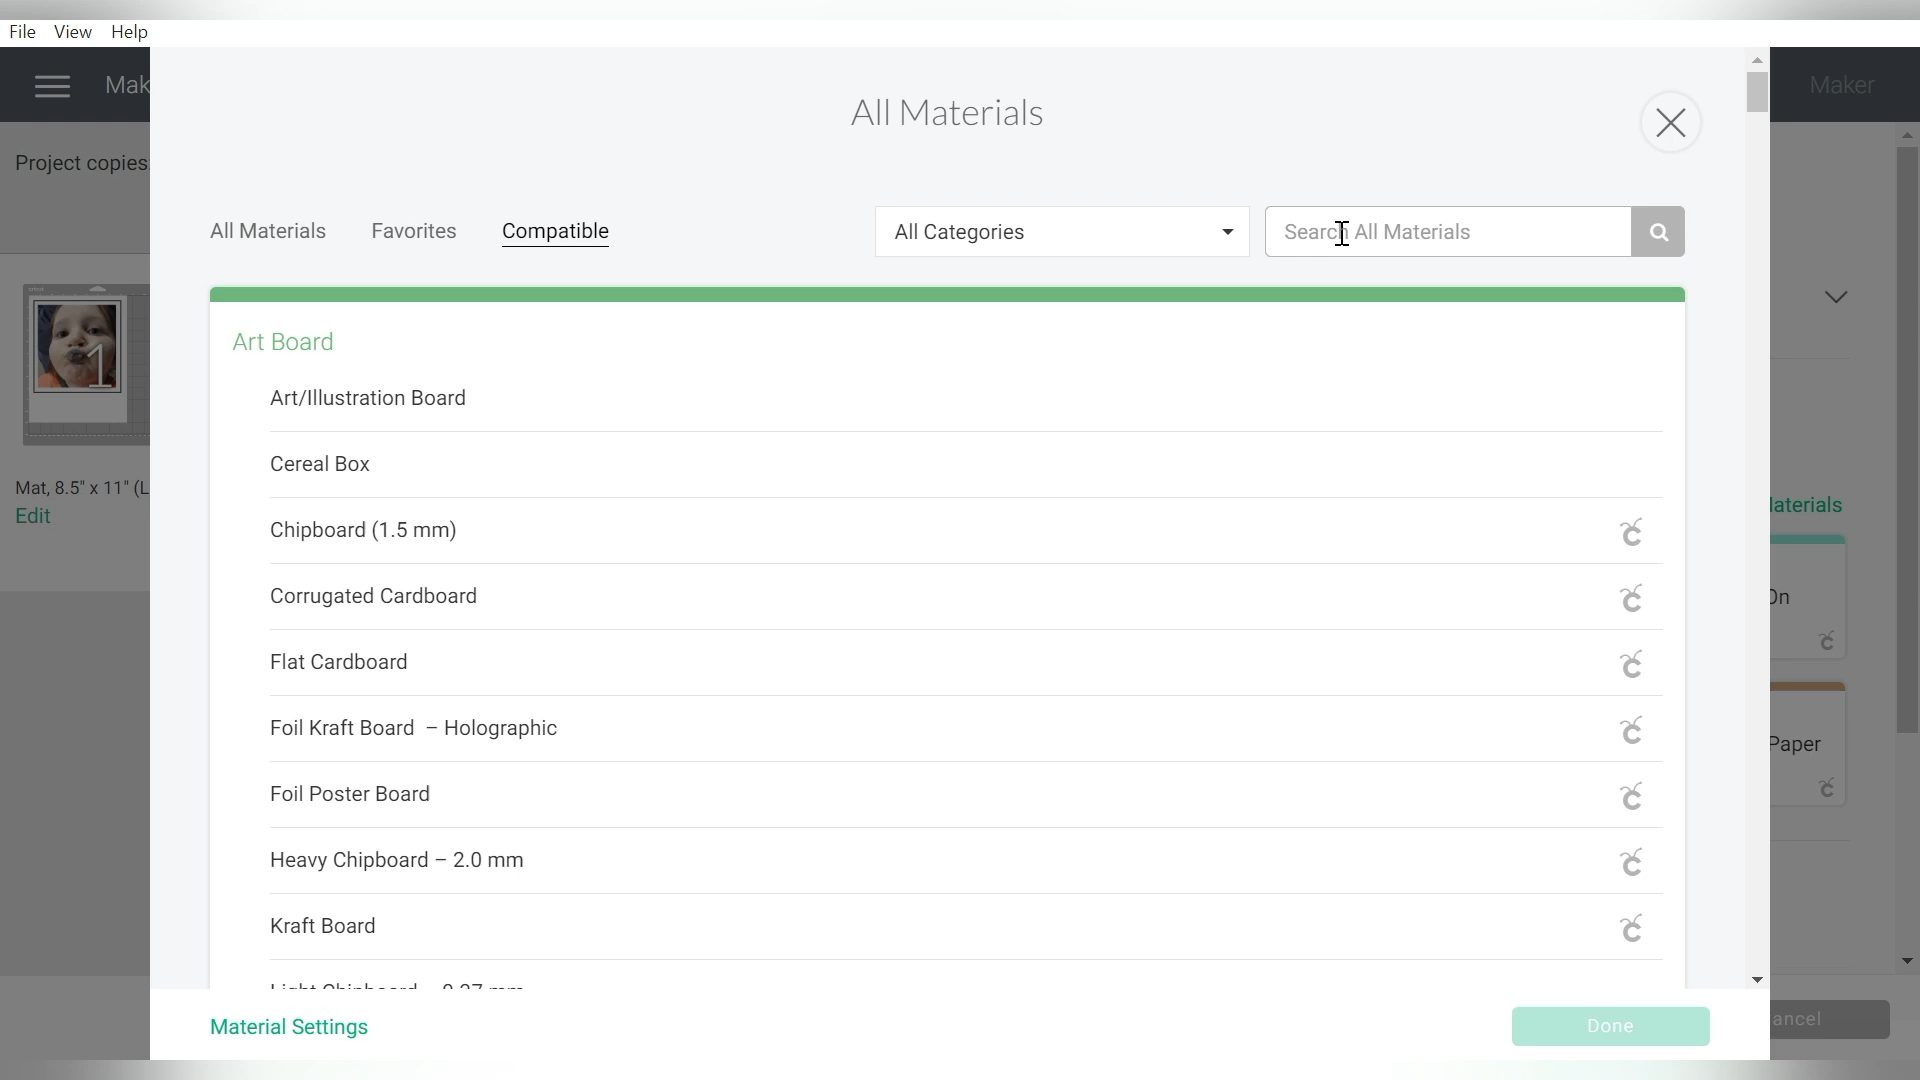 File View Help
Mak
Maker
All Materials
Project copies
All Materials Favorites Compatible
All Categories
Search All Materials
Art Board
Art/Illustration Board
Cereal Box
Chipboard (1.5 mm)
Corrugated Cardboard
Flat Cardboard
Foil Kraft Board – Holographic
Foil Poster Board
Heavy Chipboard – 2.0 mm
Kraft Board
1
Mat, 8.5" x 11" (L
Edit
aterials
On
Paper
Material Settings
Done
ancel